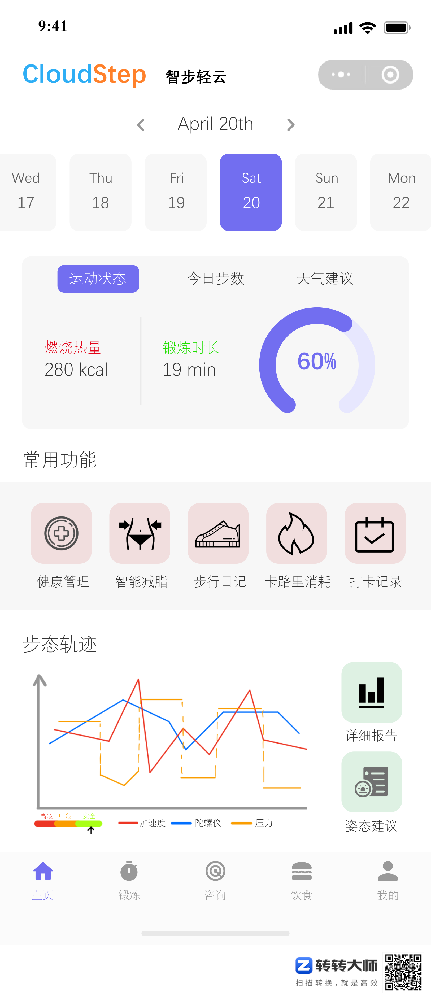 9:41
CloudStep 智步轻云
April 20th
Wed Thu Fri Sat Sun Mon
17 18 19 20 21 22
运动状态 今日步数 天气建议
燃烧热量 锻炼时长
280 kcal 19 min 60%
常用功能
健康管理 智能减脂 步行日记 卡路里消耗 打卡记录
步态轨迹
详细报告
高危 中危 安全
加速度 陀螺仪 压力
姿态建议
主页 锻炼 咨询 饮食 我的
转转大师
扫描转换，就是高效